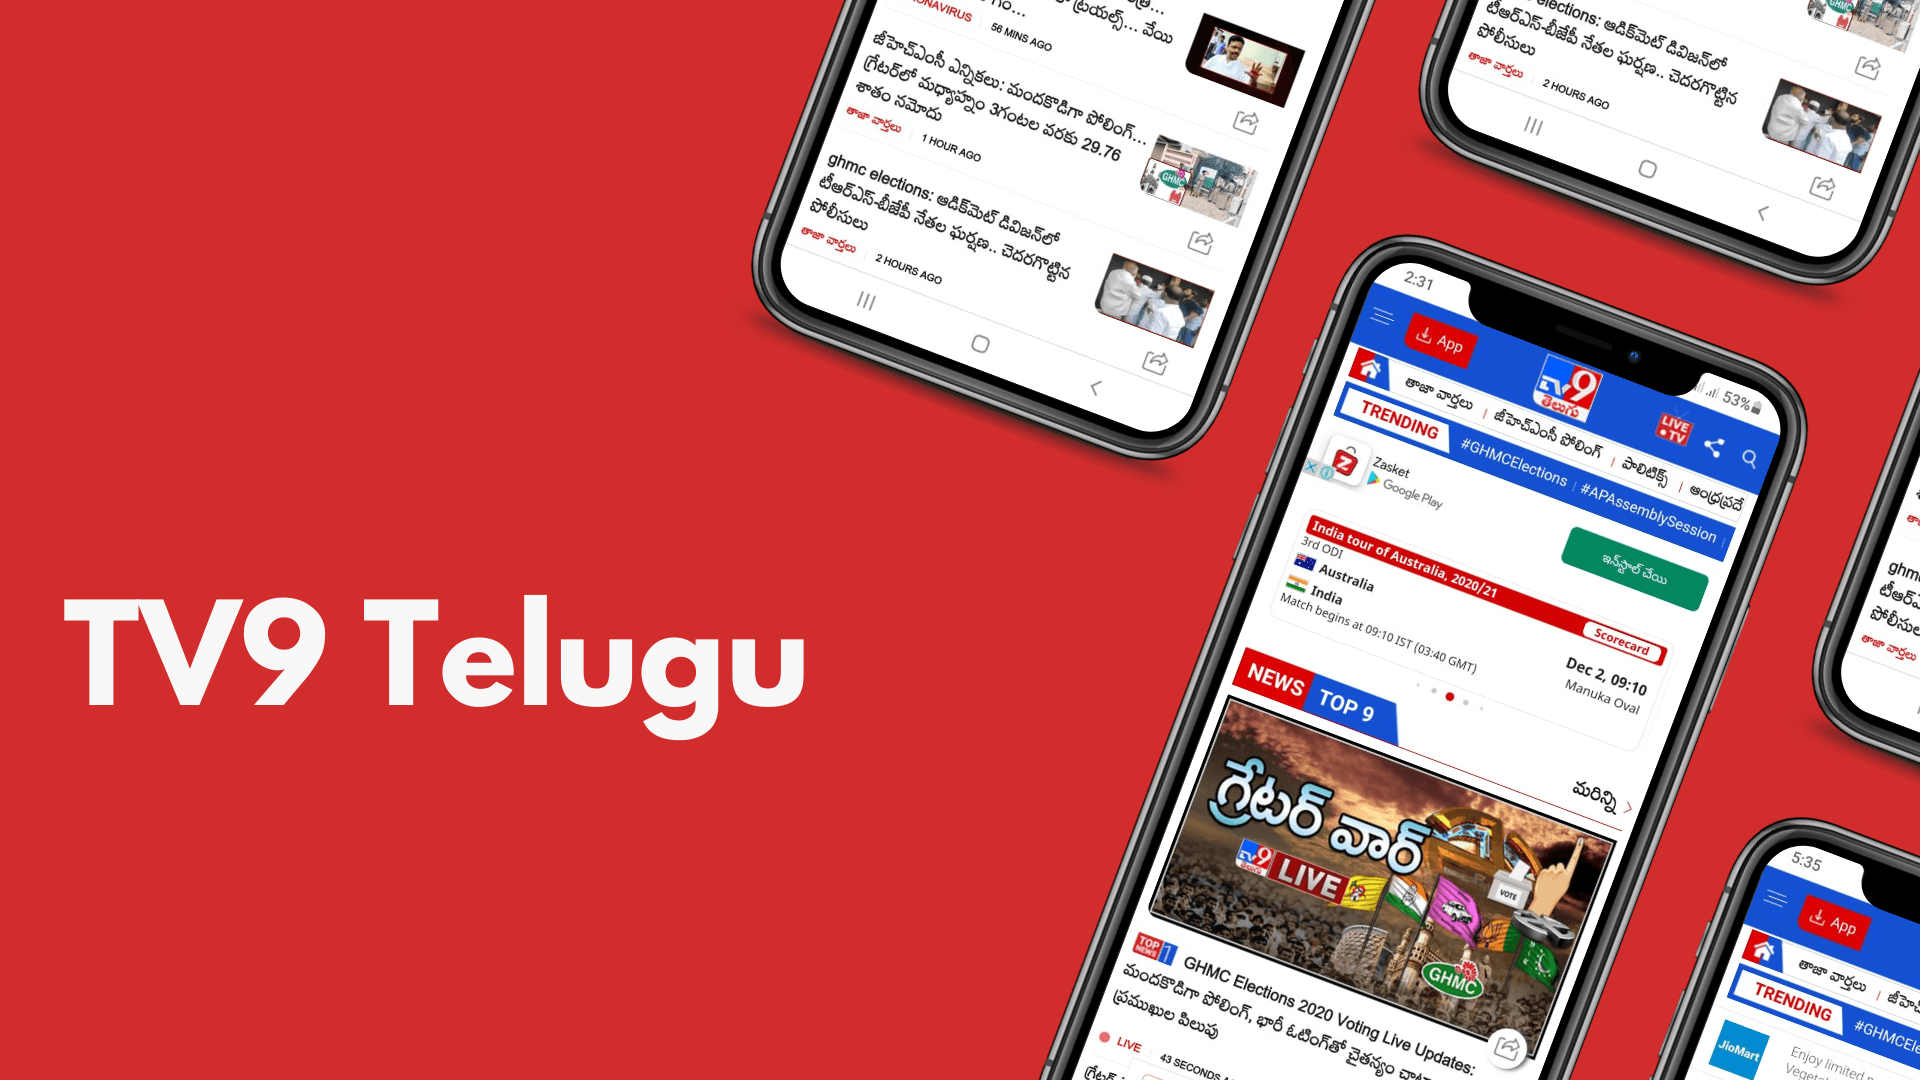 TV9 Telugu
56 MINS AGO
జీహెచ్ఎంసీ ఎన్నికలు: మందకొడిగా పోలింగ్...
గ్రేటర్‌లో మధ్యాహ్నం 3గంటల వరకు 29.76
శాతం నమోదు
తాజా వార్తలు
1 HOUR AGO
GHMC
ghmc elections: ఆడిక్‌మెట్ డివిజన్‌లో
టీఆర్ఎస్-బీజేపీ నేతల ఘర్షణ.. చెదరగొట్టిన
పోలీసులు
తాజా వార్తలు
2 HOURS AGO
elections: ఆడిక్‌మెట్ డివిజన్‌లో
టీఆర్ఎస్-బీజేపీ నేతల ఘర్షణ.. చెదరగొట్టిన
పోలీసులు
తాజా వార్తలు
2 HOURS AGO
2:31
53%
App
TV9
తెలుగు
LIVE
TV
తాజా వార్తలు | జీహెచ్ఎంసీ పోలింగ్ | పాలిటిక్స్ | ఆంధ్రప్రదే
TRENDING
#GHMCElections | #APAssemblySession
Zasket
Google Play
ఇన్‌స్టాల్ చేయి
India tour of Australia, 2020/21
3rd ODI
Australia
India
Match begins at 09:10 IST (03:40 GMT)
Scorecard
Dec 2, 09:10
Manuka Oval
NEWS TOP 9
మరిన్ని
గ్రేటర్ వార్
TV9
తెలుగు
LIVE
VOTE
GHMC
TOP NEWS 1
GHMC Elections 2020 Voting Live Updates:
మందకొడిగా పోలింగ్, భారీ ఓటింగ్‌తో చైతన్యం
ప్రముఖుల పిలుపు
LIVE
43 SECONDS
ghm
పోలీసులు
తాజా వార్తలు
5:35
App
తాజా వార్తలు
TRENDING
#GHMCEle
JioMart
Enjoy limited